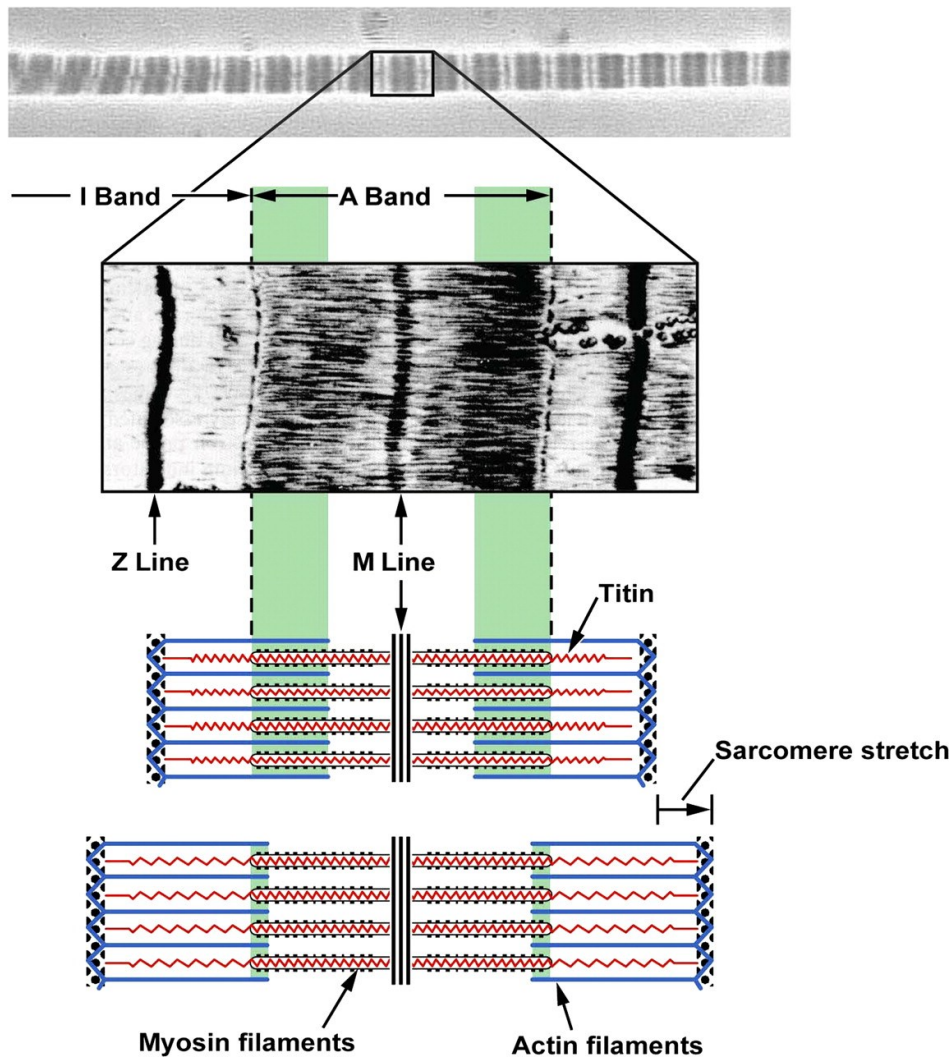 I Band
A Band
Z Line
M Line
Titin
Sarcomere stretch
Myosin filaments
Actin filaments